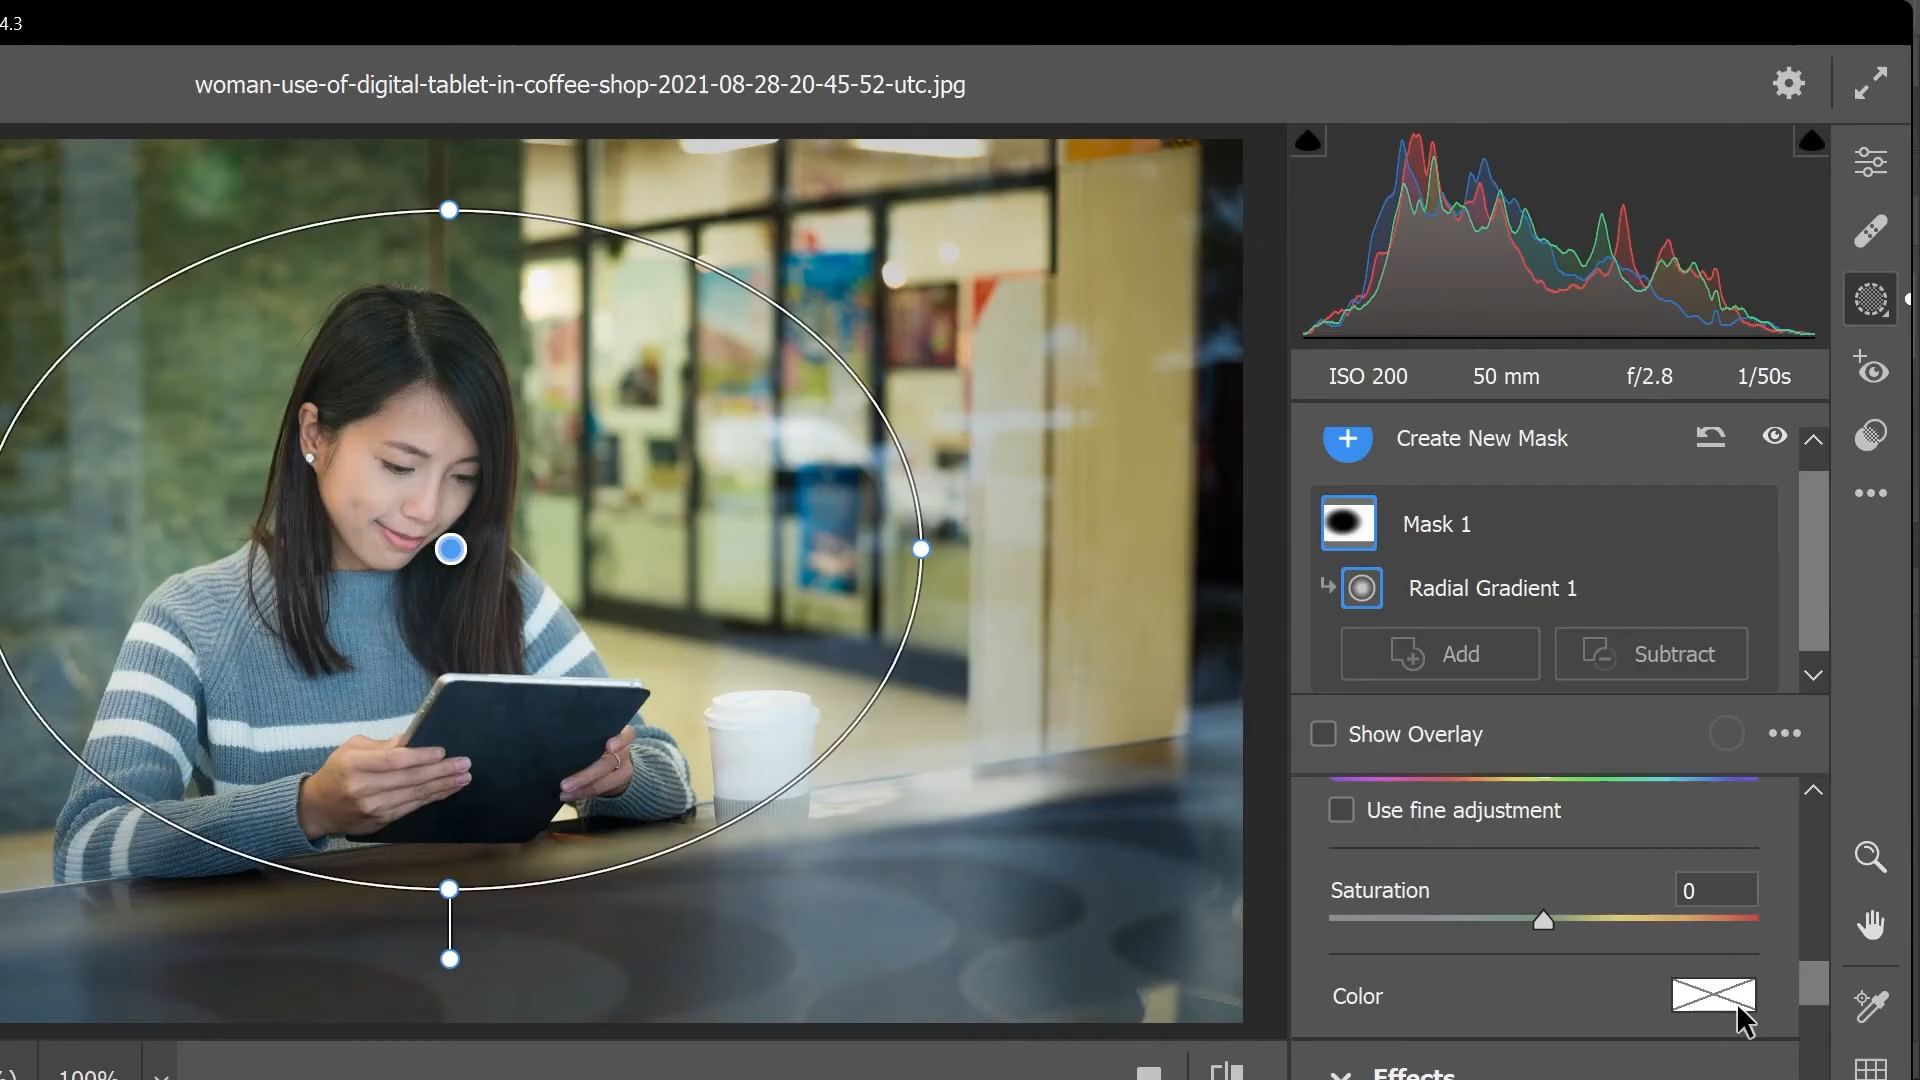 4.3
woman-use-of-digital-tablet-in-coffee-shop-2021-08-28-20-45-52-utc.jpg
ISO 200 50 mm f/2.8 1/50s
Create New Mask
Mask 1
Radial Gradient 1
Add Subtract
Show Overlay
Use fine adjustment
Saturation 0
Color
%) 100% Effects